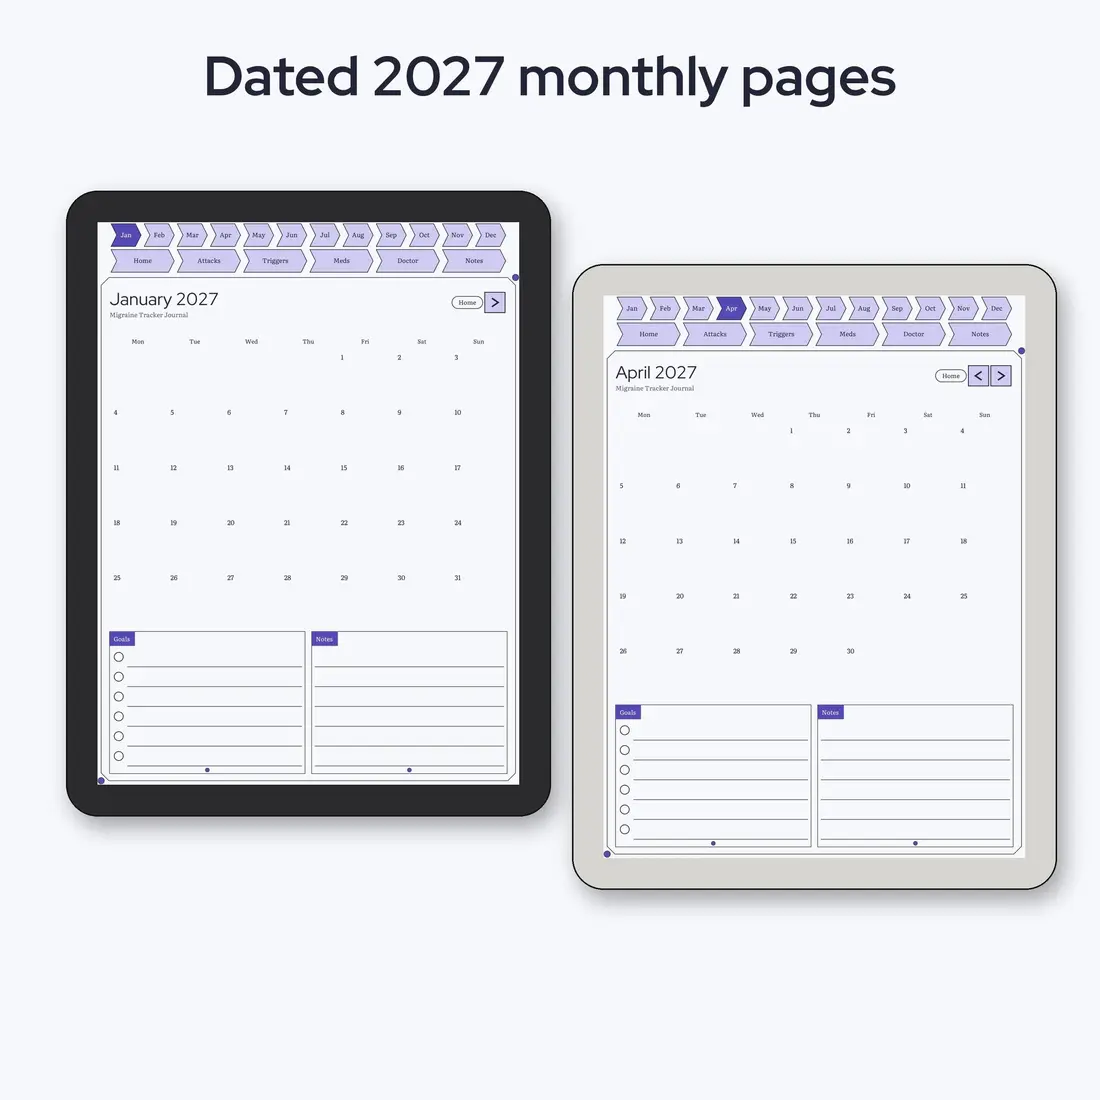 Dated 2027 monthly pages
Jan Feb Mar Apr May Jun Jul Aug Sep Oct Nov Dec
Home Attacks Triggers Meds Doctor Notes
January 2027
Home >
Migraine Tracker Journal
Mon Tue Wed Thu Fri Sat Sun
1 2 3
4 5 6 7 8 9 10
11 12 13 14 15 16 17
18 19 20 21 22 23 24
25 26 27 28 29 30 31
Goals
Notes
Jan Feb Mar Apr May Jun Jul Aug Sep Oct Nov Dec
Home Attacks Triggers Meds Doctor Notes
April 2027
Home < >
Migraine Tracker Journal
Mon Tue Wed Thu Fri Sat Sun
1 2 3 4
5 6 7 8 9 10 11
12 13 14 15 16 17 18
19 20 21 22 23 24 25
26 27 28 29 30
Goals
Notes